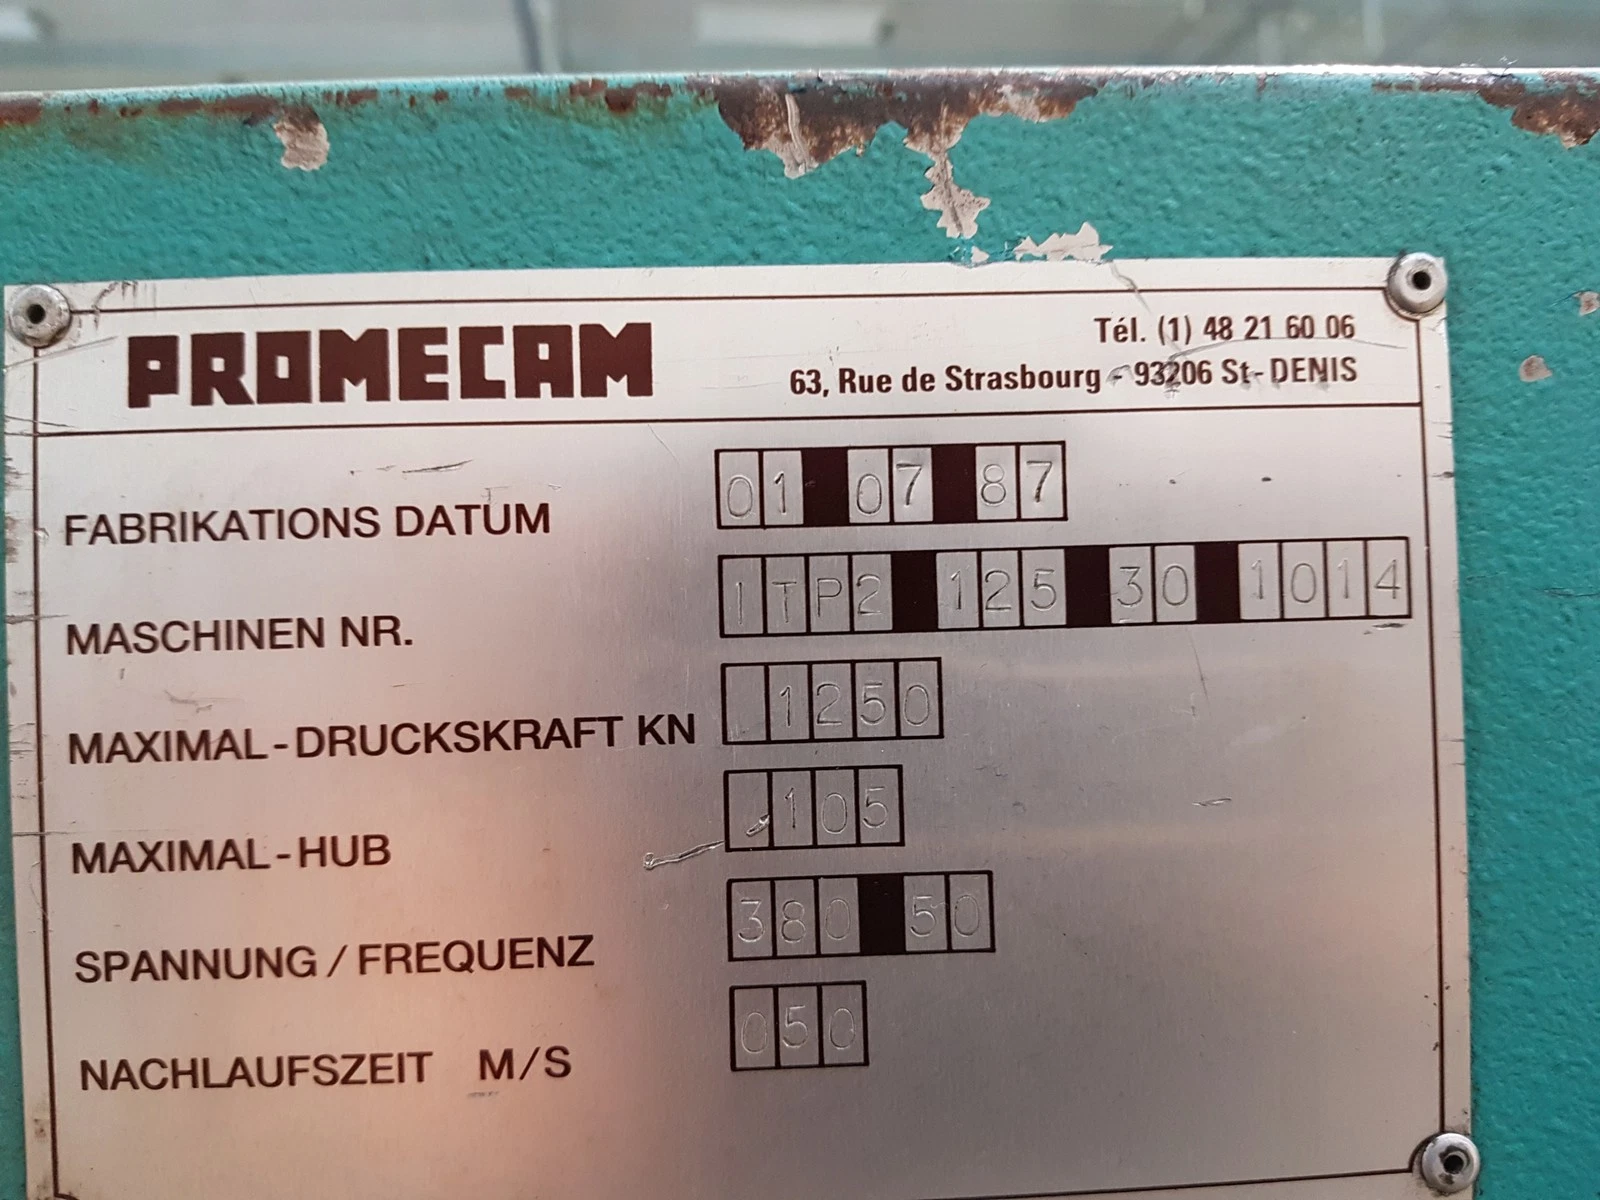 PROMECAM
Tél. (1) 48 21 60 06
63, Rue de Strasbourg - 93206 St-DENIS
FABRIKATIONS DATUM 01 07 87
MASCHINEN NR. ITP2 125 30 1014
MAXIMAL-DRUCKSKRAFT KN 1250
MAXIMAL-HUB 105
SPANNUNG / FREQUENZ 380 50
NACHLAUFSZEIT M/S 050